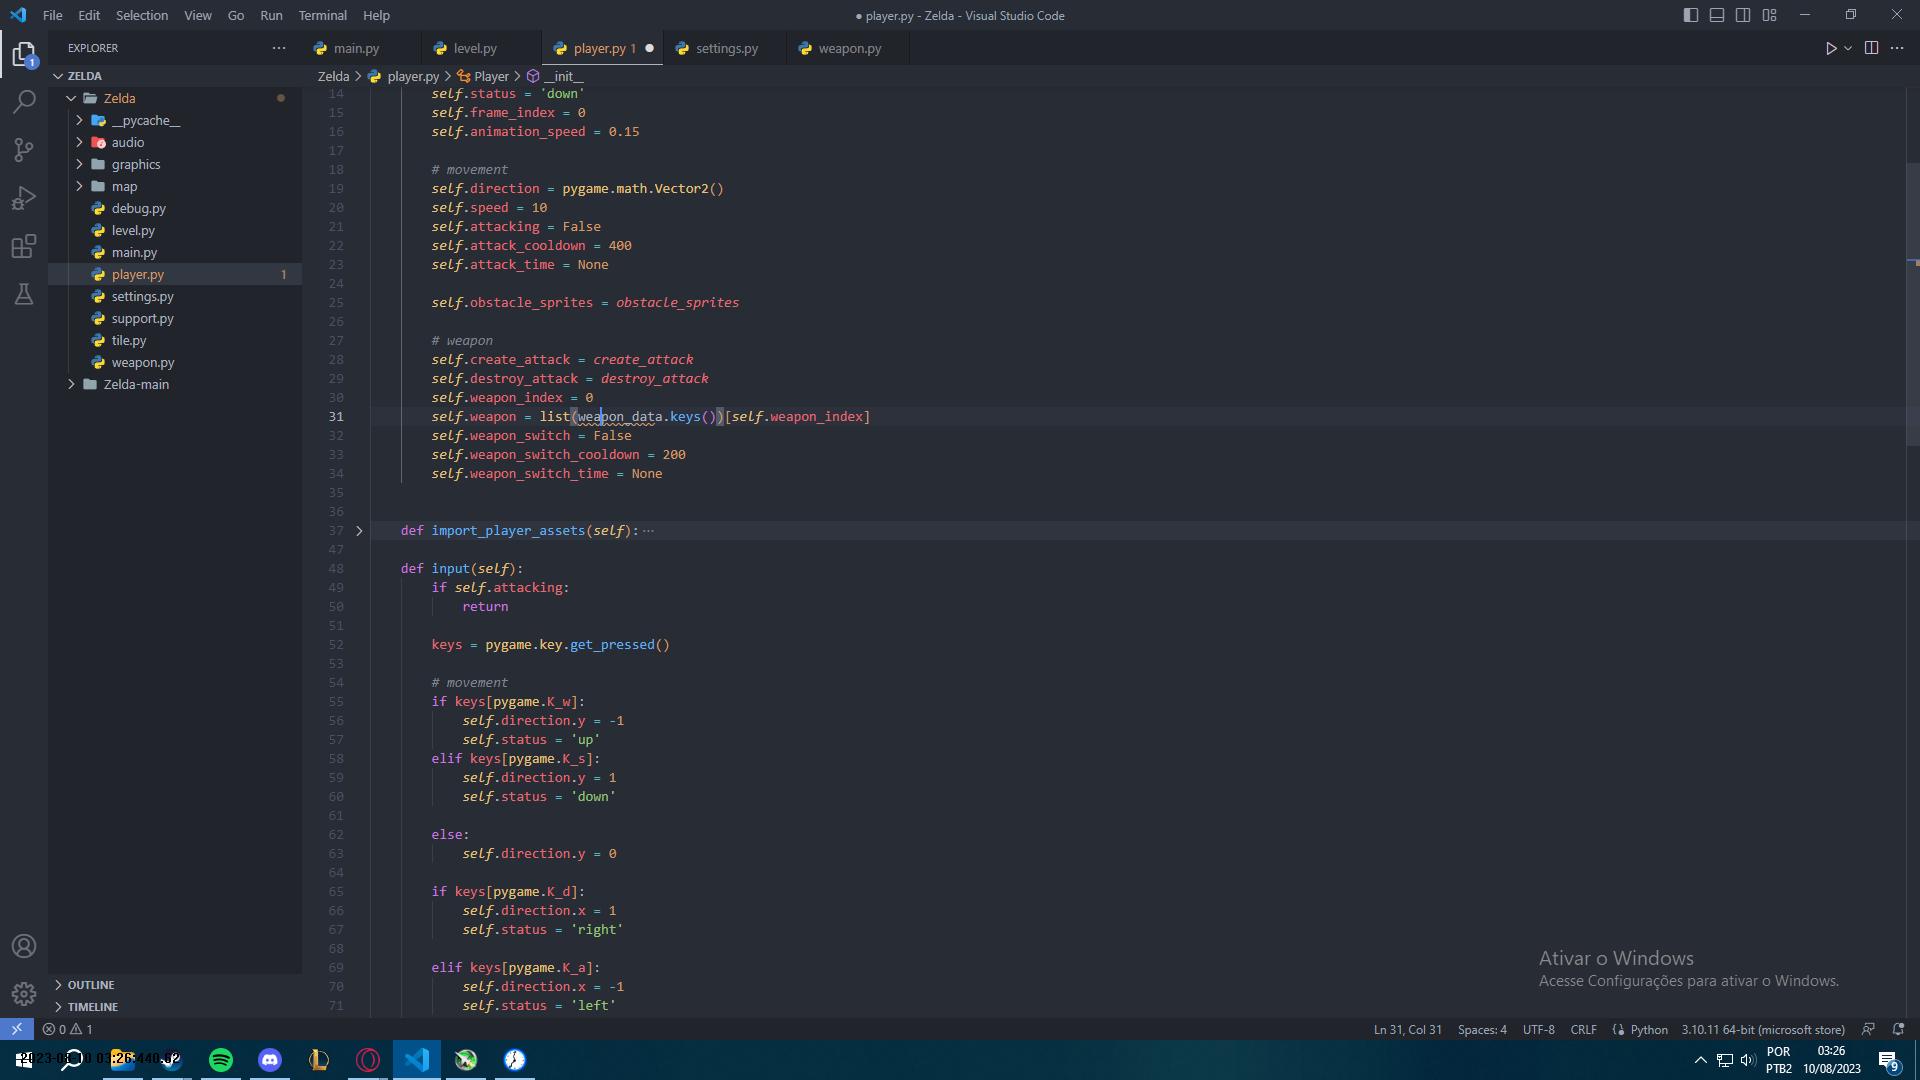 File Edit Selection View Go Run Terminal Help
● player.py - Zelda - Visual Studio Code
EXPLORER
main.py level.py player.py 1 settings.py weapon.py
ZELDA
Zelda > player.py > Player > __init__
Zelda
__pycache__
audio
graphics
map
debug.py
level.py
main.py
player.py 1
settings.py
support.py
tile.py
weapon.py
Zelda-main
OUTLINE
TIMELINE
14 self.status = 'down'
15 self.frame_index = 0
16 self.animation_speed = 0.15
17
18 # movement
19 self.direction = pygame.math.Vector2()
20 self.speed = 10
21 self.attacking = False
22 self.attack_cooldown = 400
23 self.attack_time = None
24
25 self.obstacle_sprites = obstacle_sprites
26
27 # weapon
28 self.create_attack = create_attack
29 self.destroy_attack = destroy_attack
30 self.weapon_index = 0
31 self.weapon = list(weapon_data.keys())[self.weapon_index]
32 self.weapon_switch = False
33 self.weapon_switch_cooldown = 200
34 self.weapon_switch_time = None
35
36
37 def import_player_assets(self): ⋯
47
48 def input(self):
49 if self.attacking:
50 return
51
52 keys = pygame.key.get_pressed()
53
54 # movement
55 if keys[pygame.K_w]:
56 self.direction.y = -1
57 self.status = 'up'
58 elif keys[pygame.K_s]:
59 self.direction.y = 1
60 self.status = 'down'
61
62 else:
63 self.direction.y = 0
64
65 if keys[pygame.K_d]:
66 self.direction.x = 1
67 self.status = 'right'
68
69 elif keys[pygame.K_a]:
70 self.direction.x = -1
71 self.status = 'left'
Ativar o Windows
Acesse Configurações para ativar o Windows.
0 1 Ln 31, Col 31 Spaces: 4 UTF-8 CRLF Python 3.10.11 64-bit (microsoft store)
POR
PTB2
03:26
10/08/2023
9